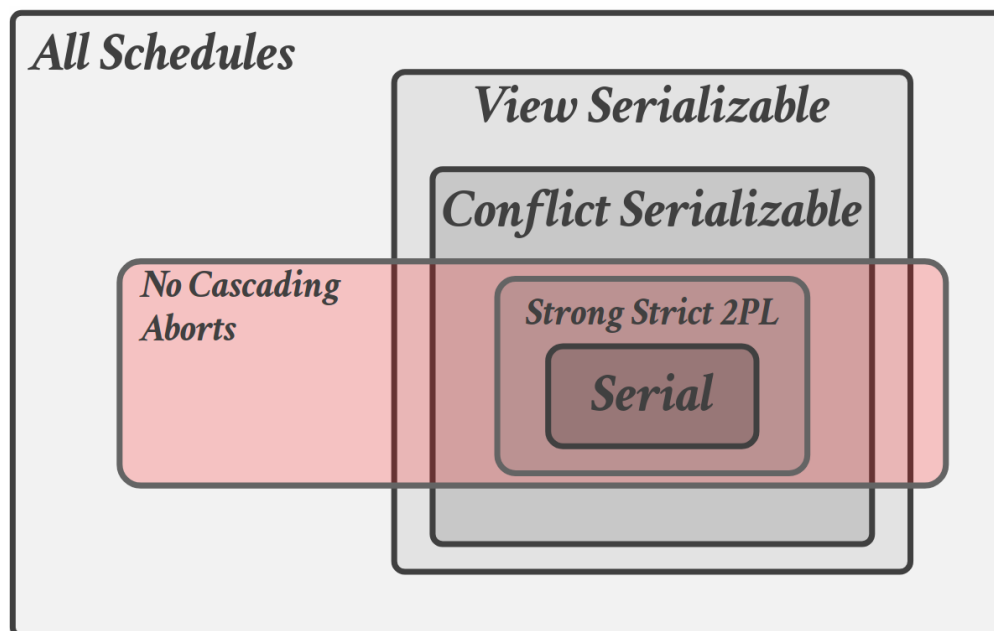 All Schedules
View Serializable
Conflict Serializable
No Cascading
Aborts
Strong Strict 2PL
Serial